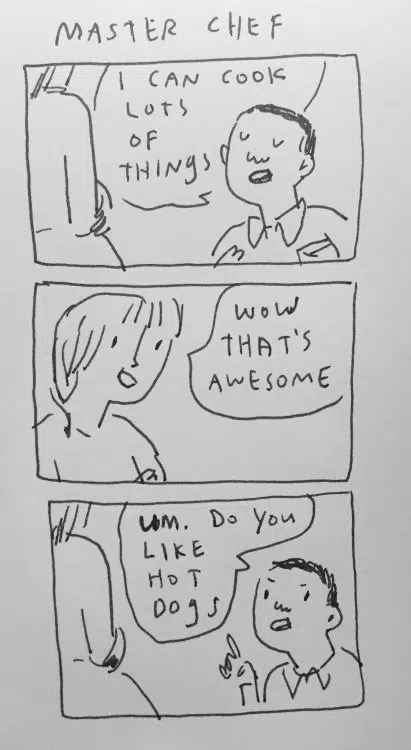 MASTER CHEF
I CAN COOK
LOTS
OF
THINGS
WOW
THAT'S
AWESOME
UM. DO YOU
LIKE
HOT
DOGS